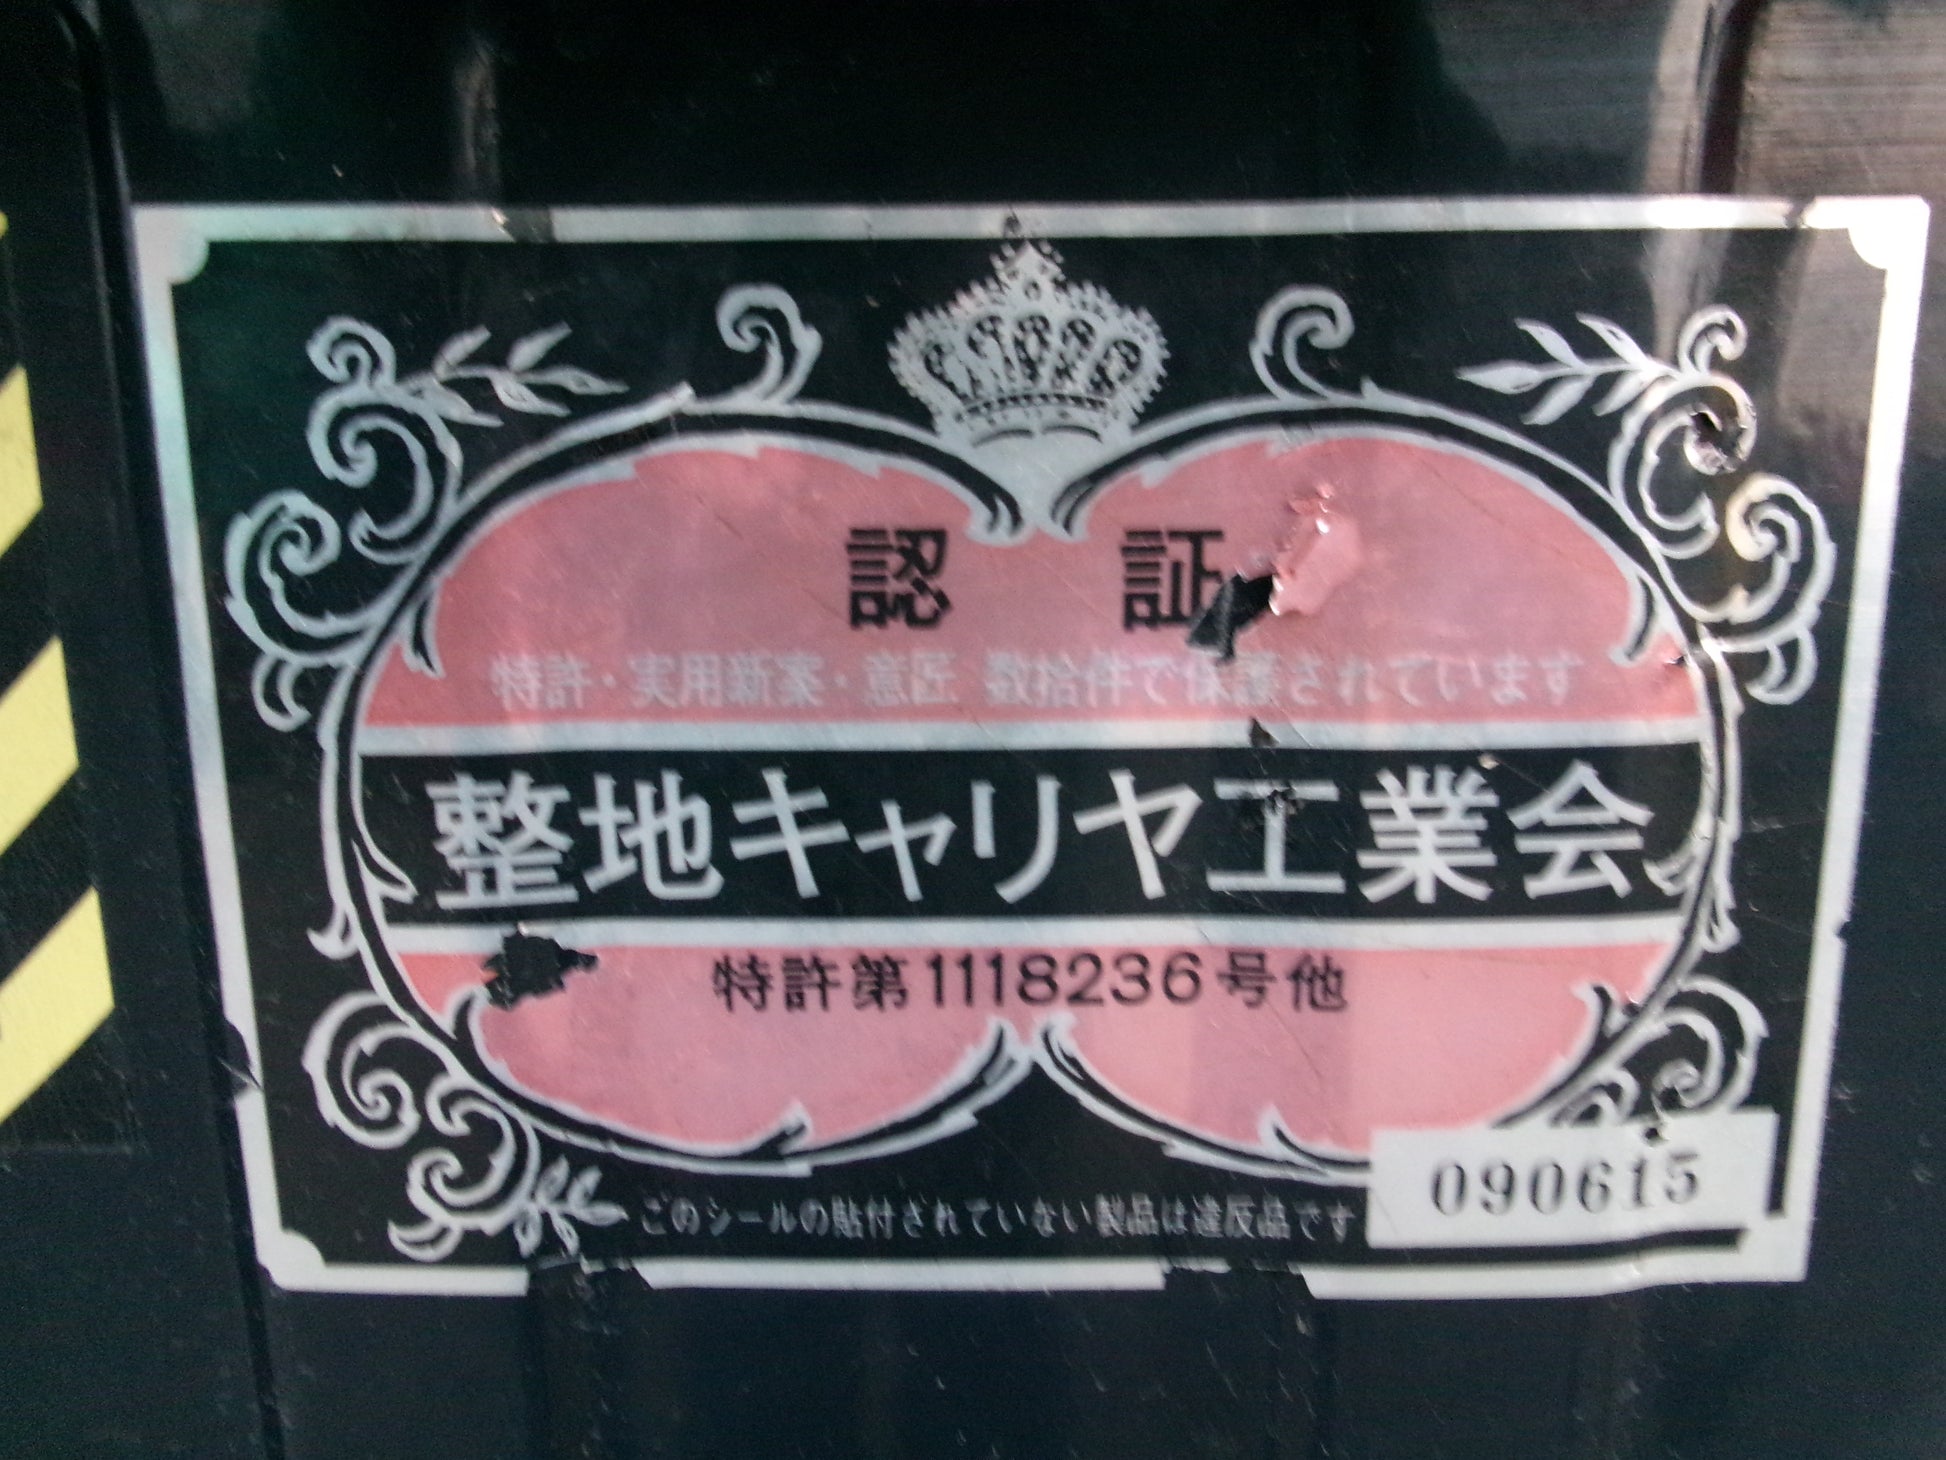 認 証
特許・実用新案・意匠 数拾件で保護されています
整地キャリヤ工業会
特許第1118236号他
このシールの貼付されていない製品は違反品です
090615